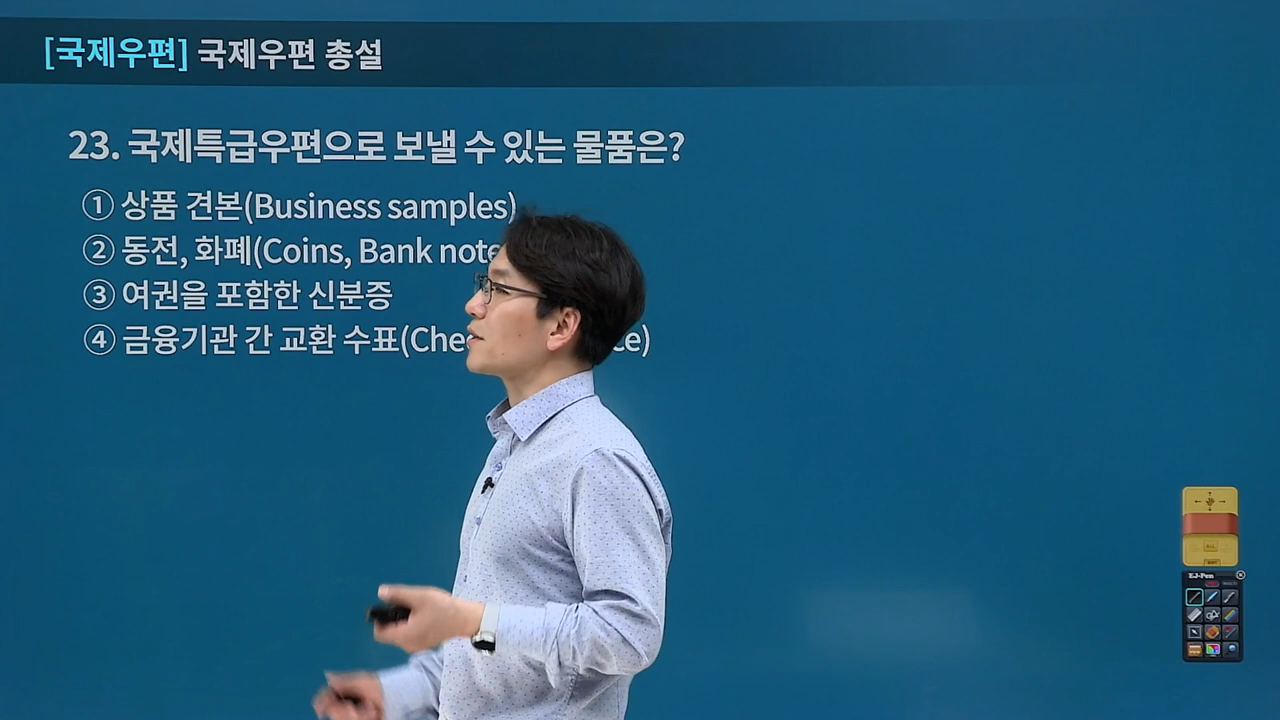 [국제우편] 국제우편 총설
23. 국제특급우편으로 보낼 수 있는 물품은?
① 상품 견본(Business samples)
② 동전, 화폐(Coins, Bank
③ 여권을 포함한 신분증
④ 금융기관 간 교환 수표
EJ-Pen